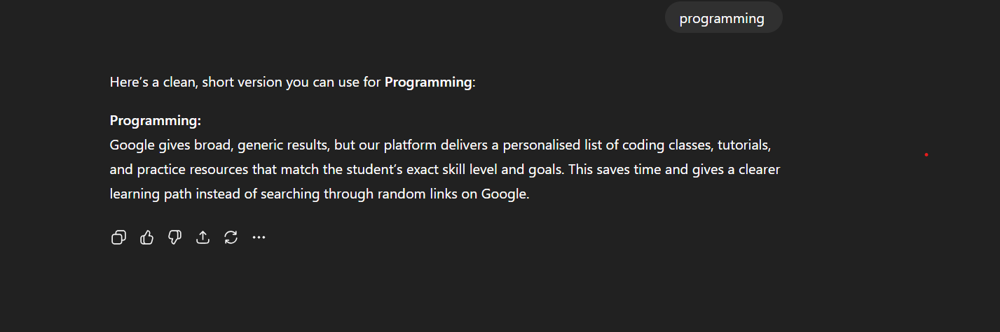 programming
Here’s a clean, short version you can use for Programming:
Programming:
Google gives broad, generic results, but our platform delivers a personalised list of coding classes, tutorials,
and practice resources that match the student’s exact skill level and goals. This saves time and gives a clearer
learning path instead of searching through random links on Google.